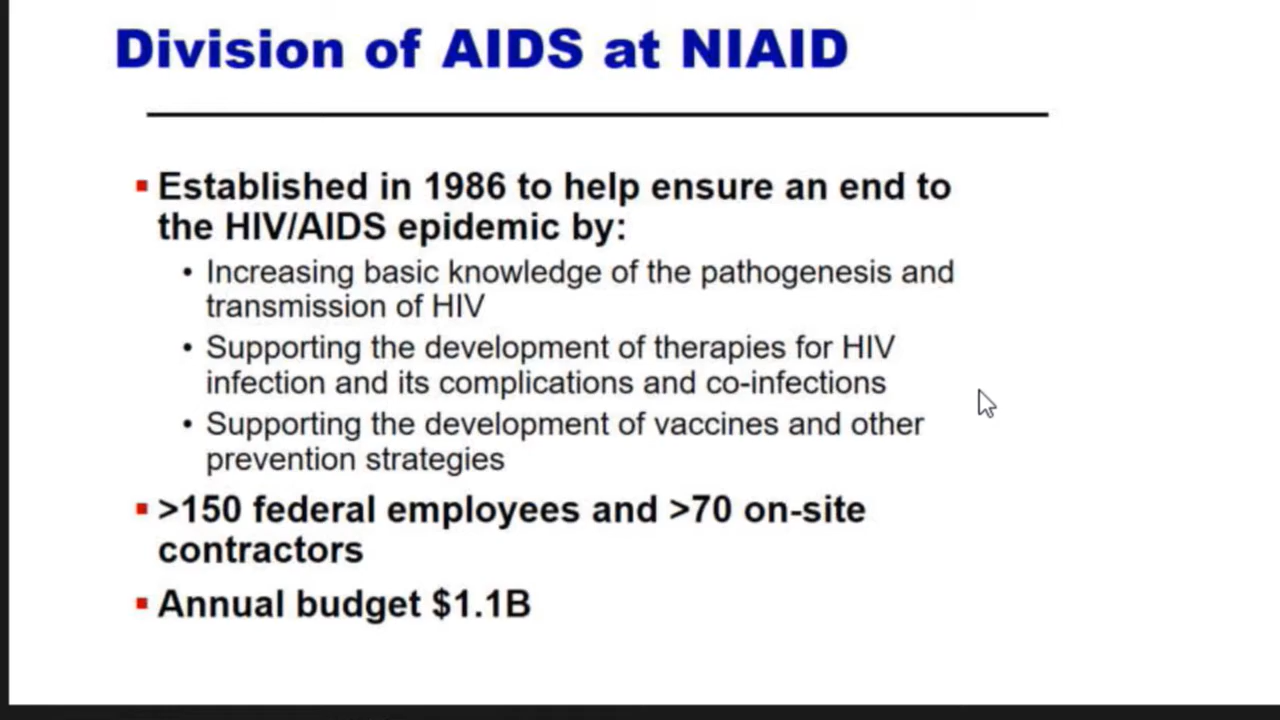 Division of AIDS at NIAID
▪ Established in 1986 to help ensure an end to
the HIV/AIDS epidemic by:
• Increasing basic knowledge of the pathogenesis and
transmission of HIV
• Supporting the development of therapies for HIV
infection and its complications and co-infections
• Supporting the development of vaccines and other
prevention strategies
▪ >150 federal employees and >70 on-site
contractors
▪ Annual budget $1.1B